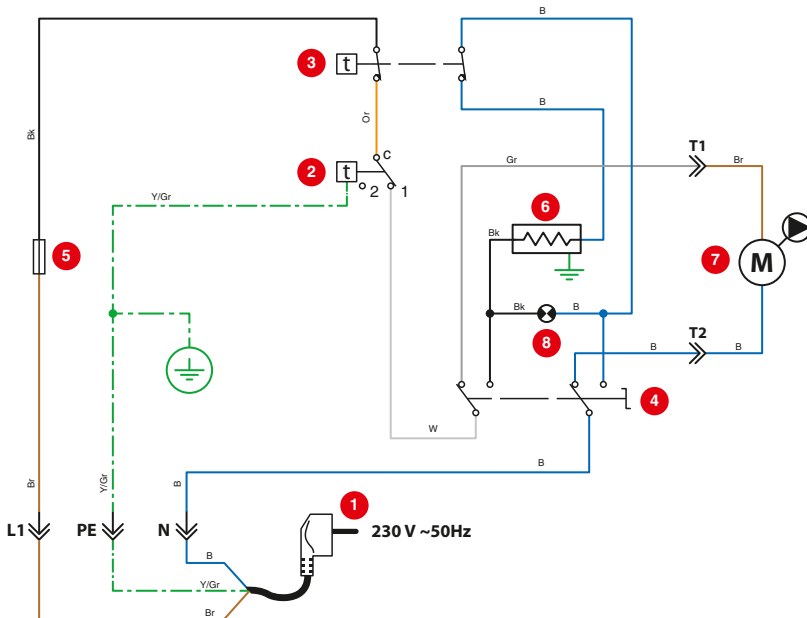 B
3
t
B
Bk
Or
T1
c
Gr
Br
2
t
2
1
Y/Gr
6
Bk
5
7
M
Bk
B
8
T2
B
B
4
W
B
Br
Y/Gr
B
1
L1
PE
N
230 V ~50Hz
B
Y/Gr
Br